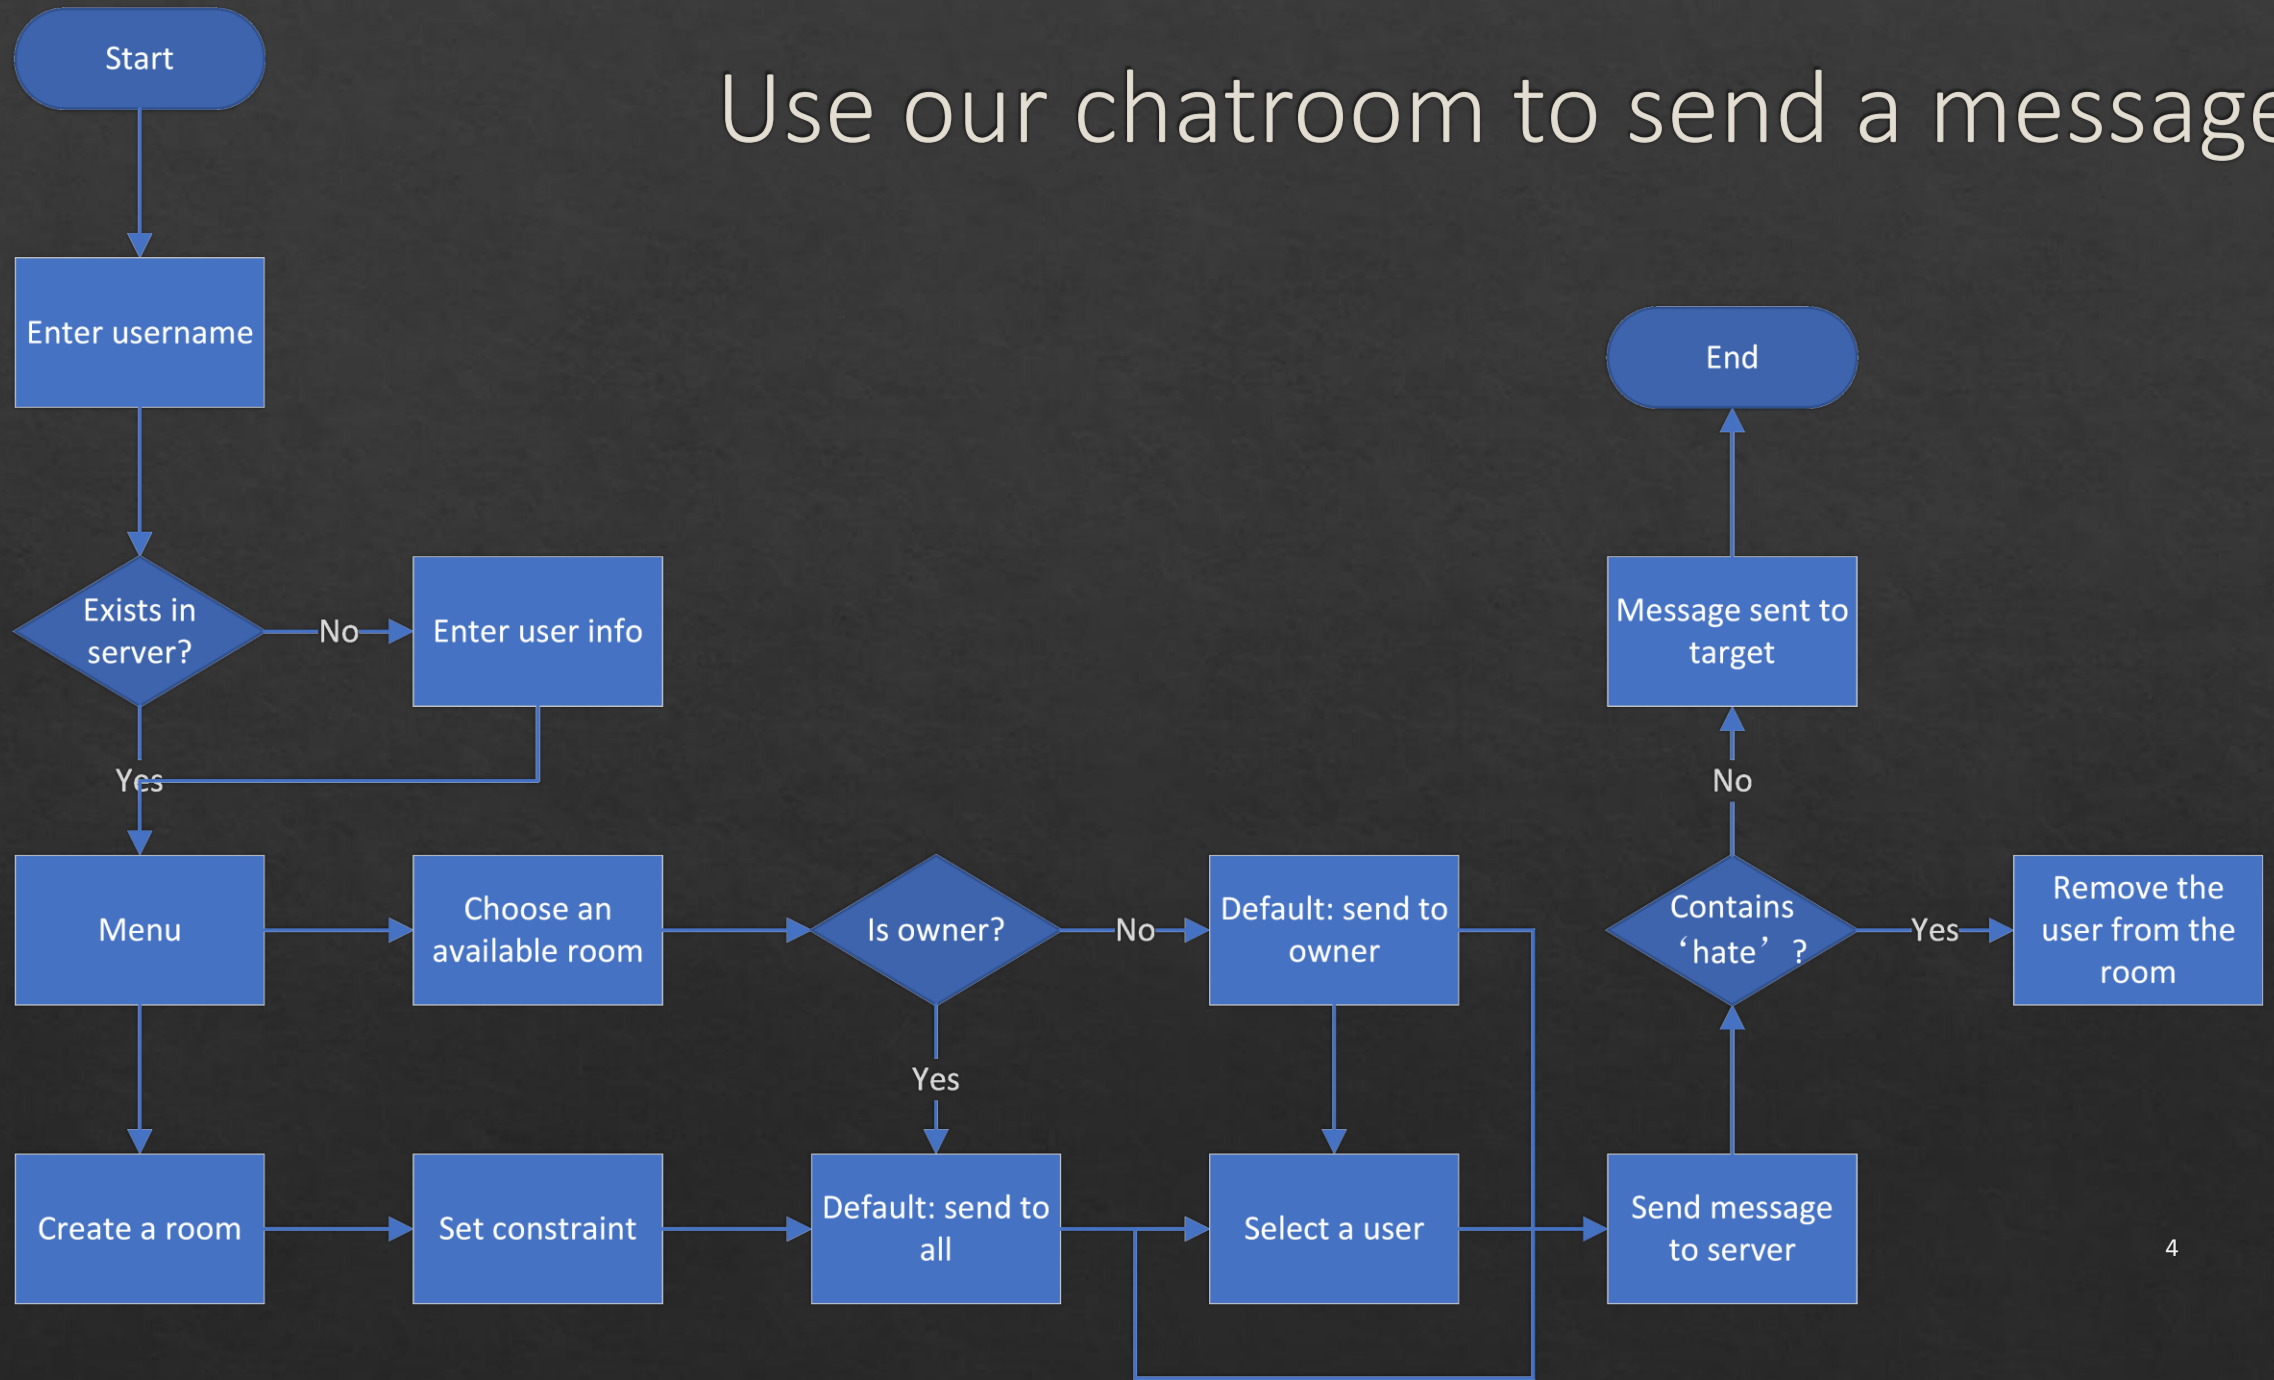 Use our chatroom to send a message
Start
Enter username
Exists in
server?
No
Enter user info
Yes
Menu
Choose an
available room
Is owner?
No
Default: send to
owner
Yes
Create a room
Set constraint
Default: send to
all
Select a user
Send message
to server
Contains
‘hate’ ?
Yes
Remove the
user from the
room
No
Message sent to
target
End
4